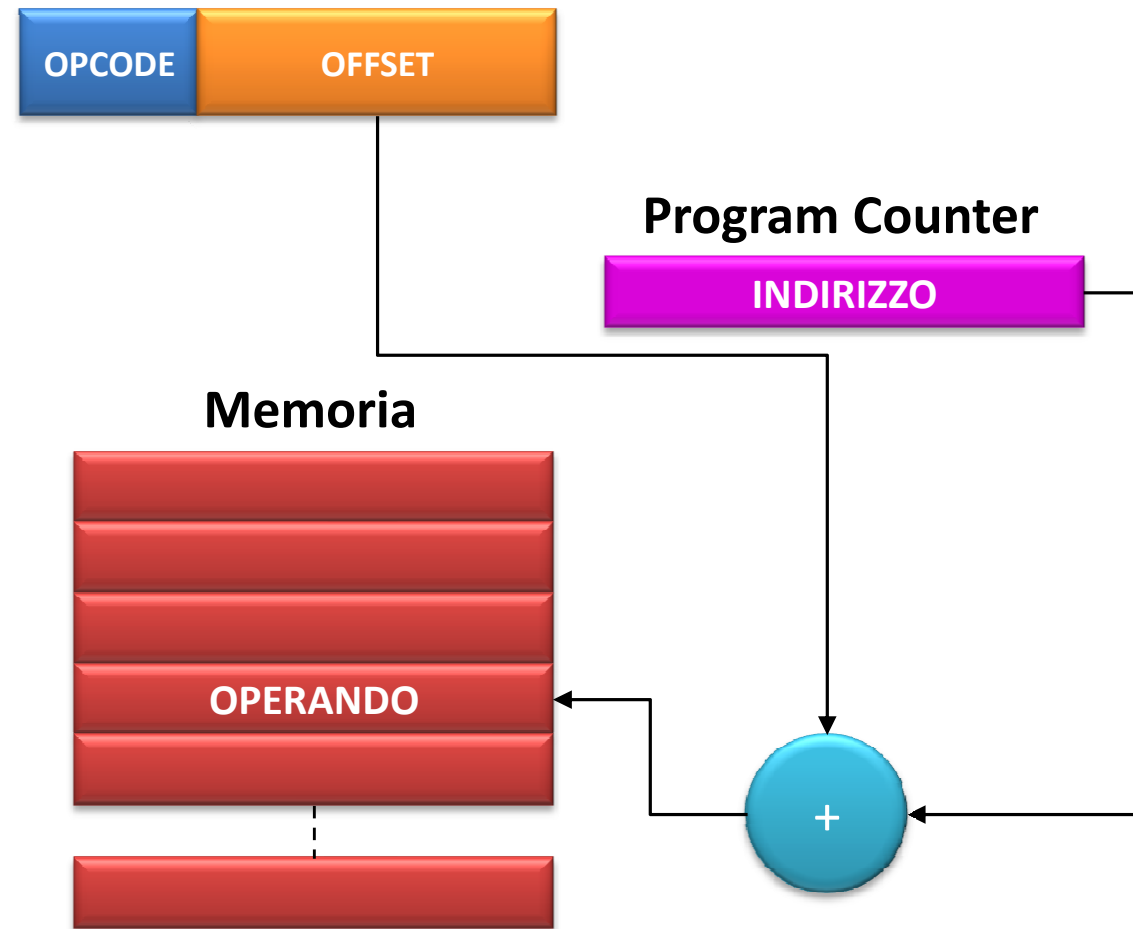 OPCODE
OFFSET
Program Counter
INDIRIZZO
Memoria
OPERANDO
+